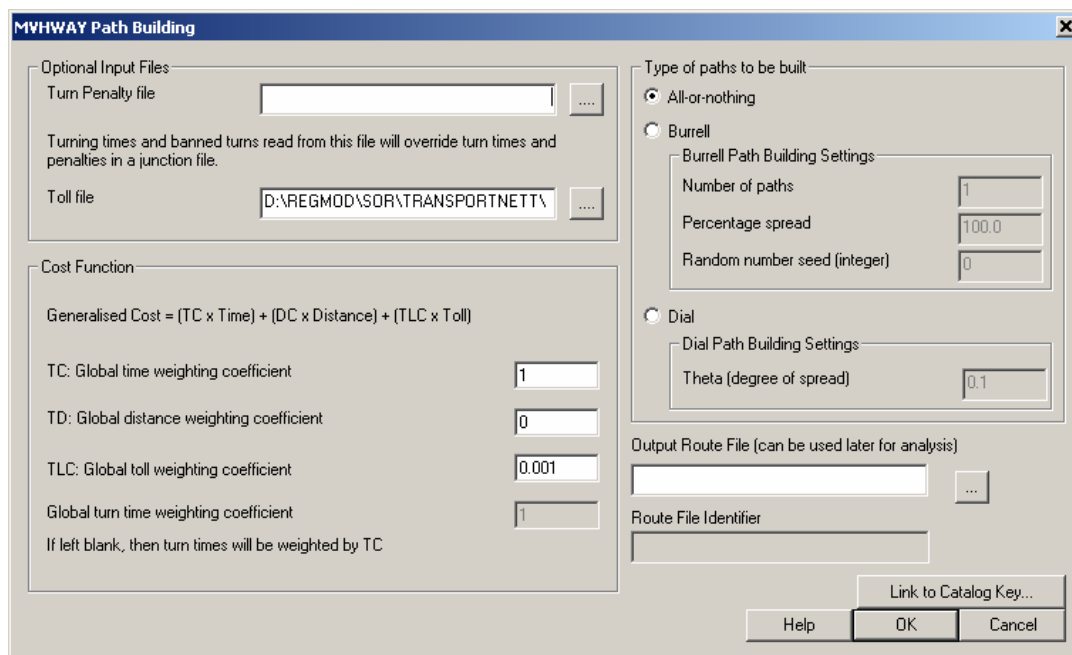 MVHWAY Path Building
Optional Input Files
Turn Penalty file
....
Turning times and banned turns read from this file will override turn times and
penalties in a junction file.
Toll file
D:\REGMOD\SOR\TRANSPORTNETT\
....
Cost Function
Generalised Cost = (TC x Time) + (DC x Distance) + (TLC x Toll)
TC: Global time weighting coefficient
1
TD: Global distance weighting coefficient
0
TLC: Global toll weighting coefficient
0.001
Global turn time weighting coefficient
1
If left blank, then turn times will be weighted by TC
Type of paths to be built
All-or-nothing
Burrell
Burrell Path Building Settings
Number of paths
1
Percentage spread
100.0
Random number seed (integer)
0
Dial
Dial Path Building Settings
Theta (degree of spread)
0.1
Output Route File (can be used later for analysis)
...
Route File Identifier
Link to Catalog Key...
Help
OK
Cancel